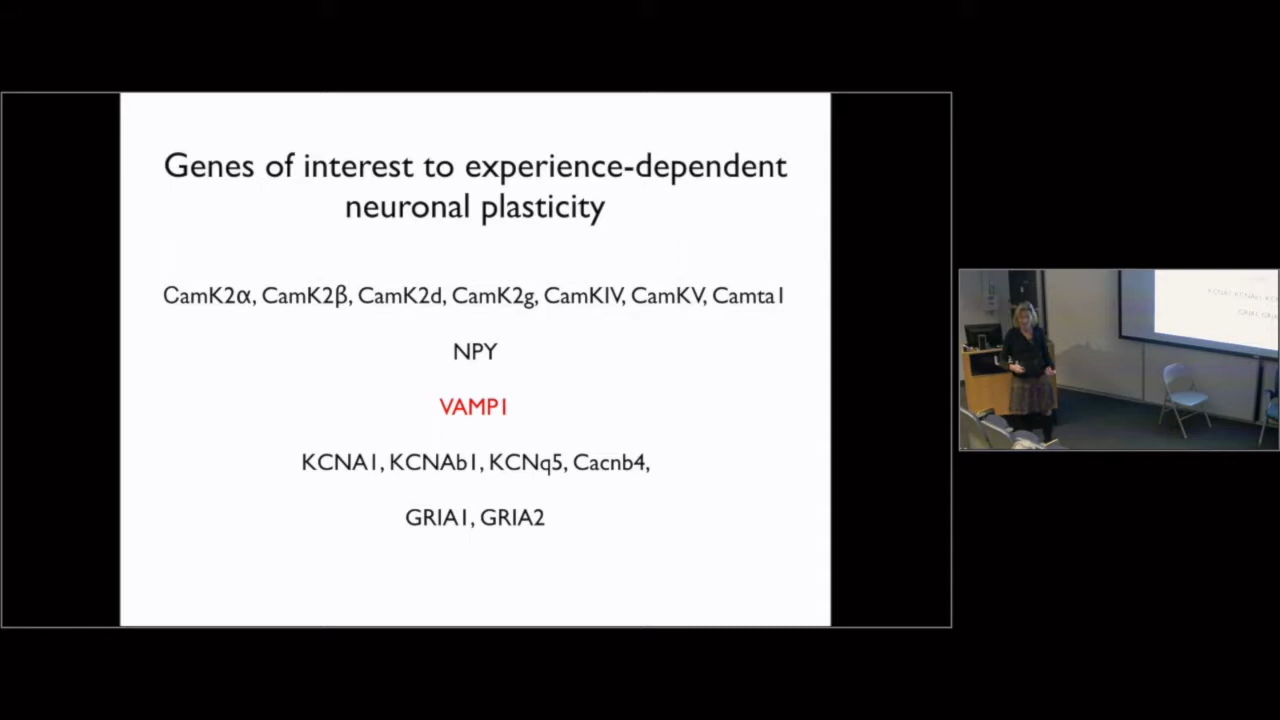 Genes of interest to experience-dependent
neuronal plasticity
CamK2α, CamK2β, CamK2d, CamK2g, CamKIV, CamKV, Camta1
NPY
VAMP1
KCNA1, KCNAb1, KCNq5, Cacnb4,
GRIA1, GRIA2